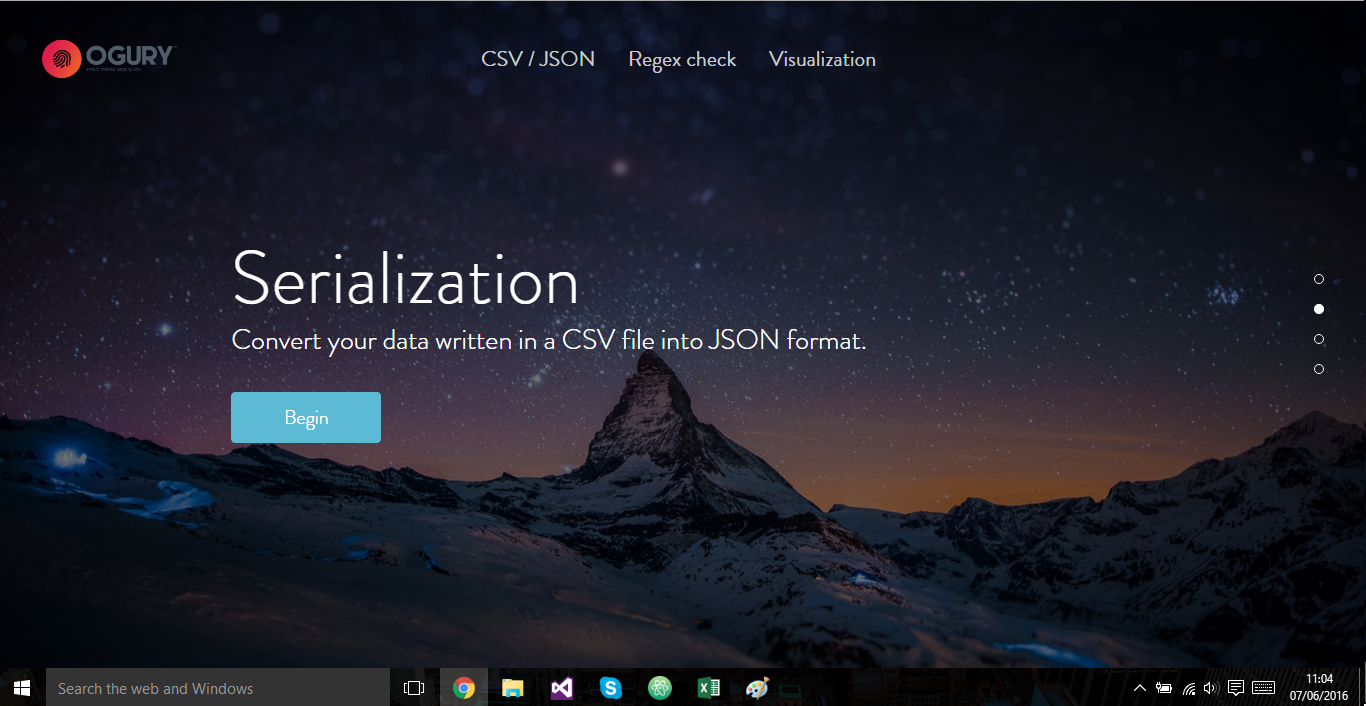 OGURY
CSV / JSON
Regex check
Visualization
Serialization
Convert your data written in a CSV file into JSON format.
Begin
Search the web and Windows
11:04
07/06/2016